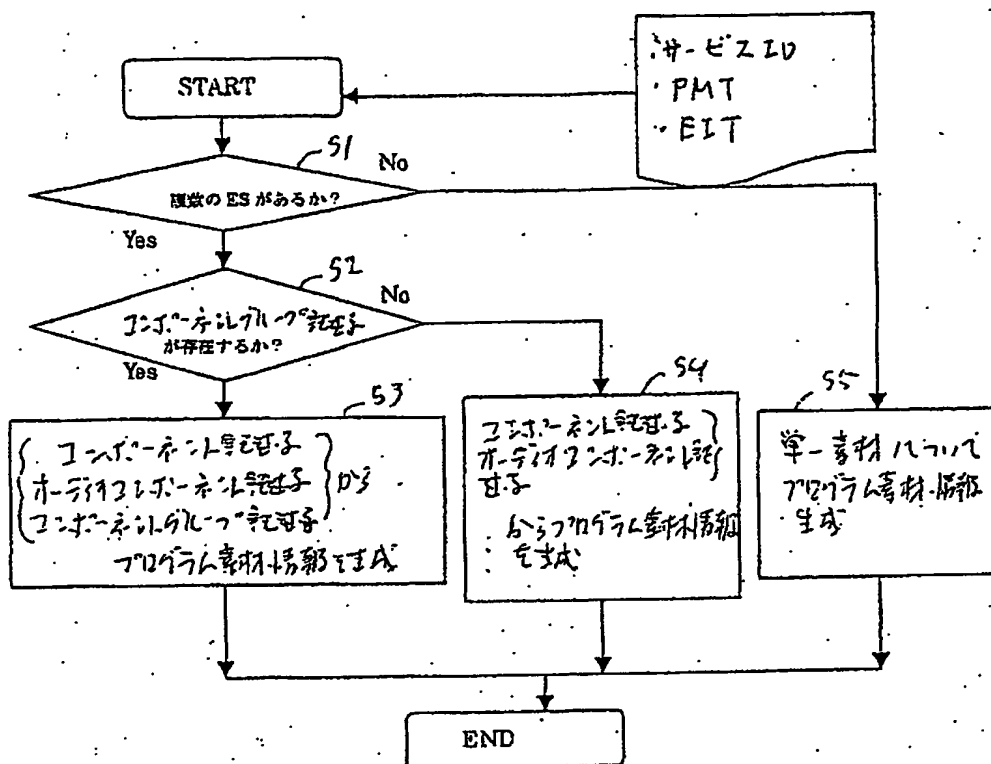 START
・サービスID
・PMT
・EIT
S1
No
複数の ES があるか?
Yes
S2
No
コンポーネントグループ記述子
が存在するか?
Yes
S3
コンポーネント記述子
オーディオコンポーネント記述子
コンポーネントグループ記述子
から
プログラム素材情報を生成
S4
コンポーネント記述子
オーディオコンポーネント記
述子
からプログラム素材情報
を生成
S5
単一素材について
プログラム素材情報
生成
END